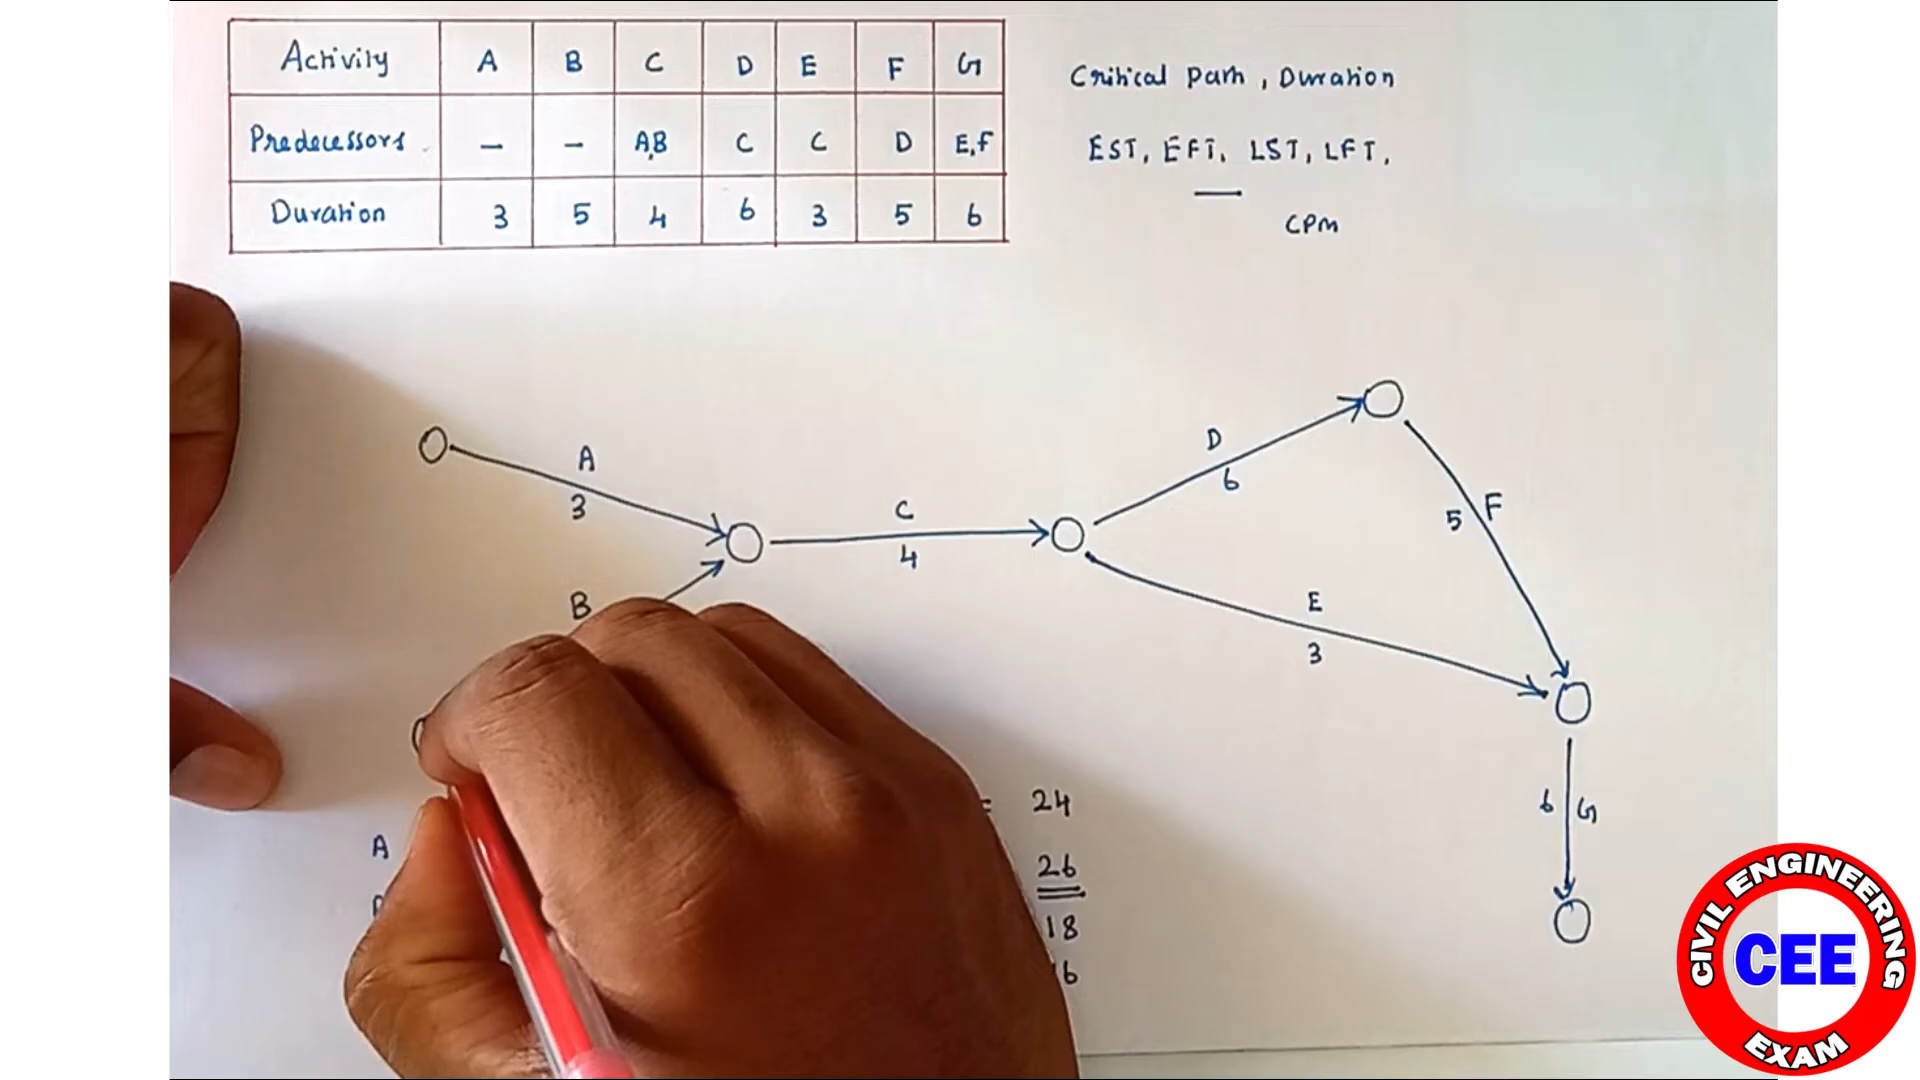 Activity A B C D E F G
Predecessors - - A,B C C D E,F
Duration 3 5 4 6 3 5 6
Critical Path, Duration
EST, EFT, LST, LFT,
CPM
A
3
B
C
4
D
6
5 F
E
3
6 G
A
= 24
26
18
CIVIL ENGINEERING
CEE
EXAM